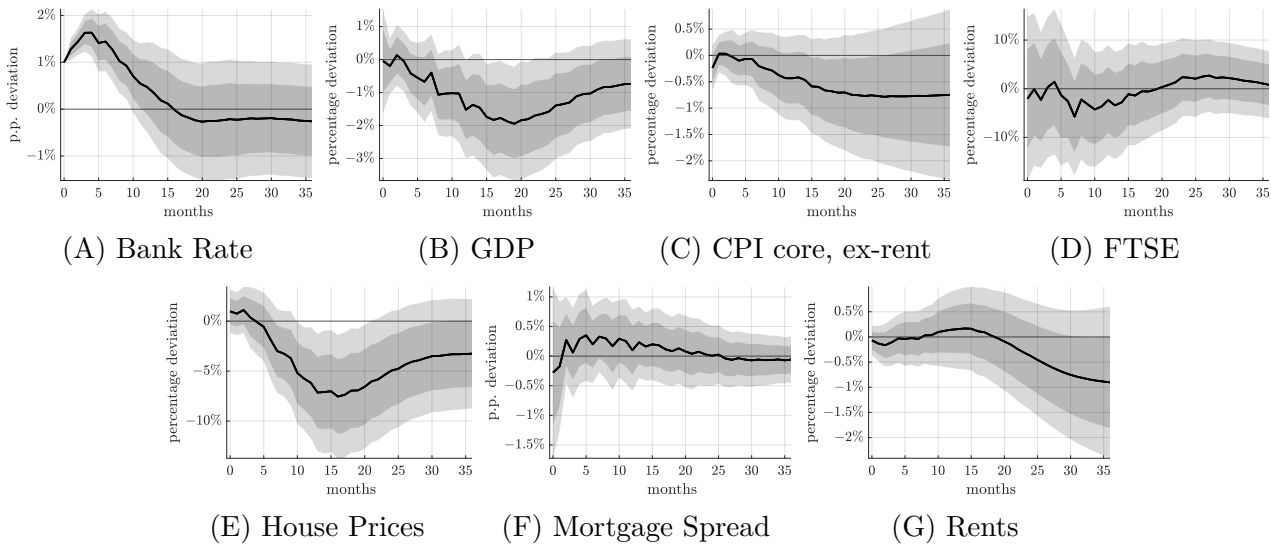 2%
1%
0%
−1%
p.p. deviation
0 5 10 15 20 25 30 35
months
(A) Bank Rate
1%
0%
−1%
−2%
−3%
percentage deviation
0 5 10 15 20 25 30 35
months
(B) GDP
0.5%
0%
−0.5%
−1%
−1.5%
−2%
percentage deviation
0 5 10 15 20 25 30 35
months
(C) CPI core, ex-rent
10%
0%
−10%
percentage deviation
0 5 10 15 20 25 30 35
months
(D) FTSE
0%
−5%
−10%
percentage deviation
0 5 10 15 20 25 30 35
months
(E) House Prices
1%
0.5%
0%
−0.5%
−1%
−1.5%
p.p. deviation
0 5 10 15 20 25 30 35
months
(F) Mortgage Spread
0.5%
0%
−0.5%
−1%
−1.5%
−2%
percentage deviation
0 5 10 15 20 25 30 35
months
(G) Rents